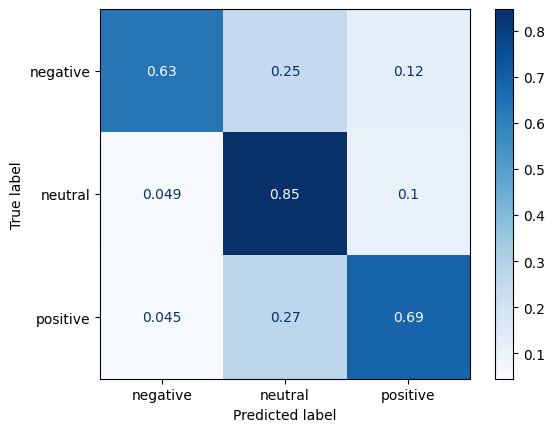 negative 0.63 0.25 0.12
neutral 0.049 0.85 0.1
positive 0.045 0.27 0.69
negative neutral positive
Predicted label
True label
0.8
0.7
0.6
0.5
0.4
0.3
0.2
0.1